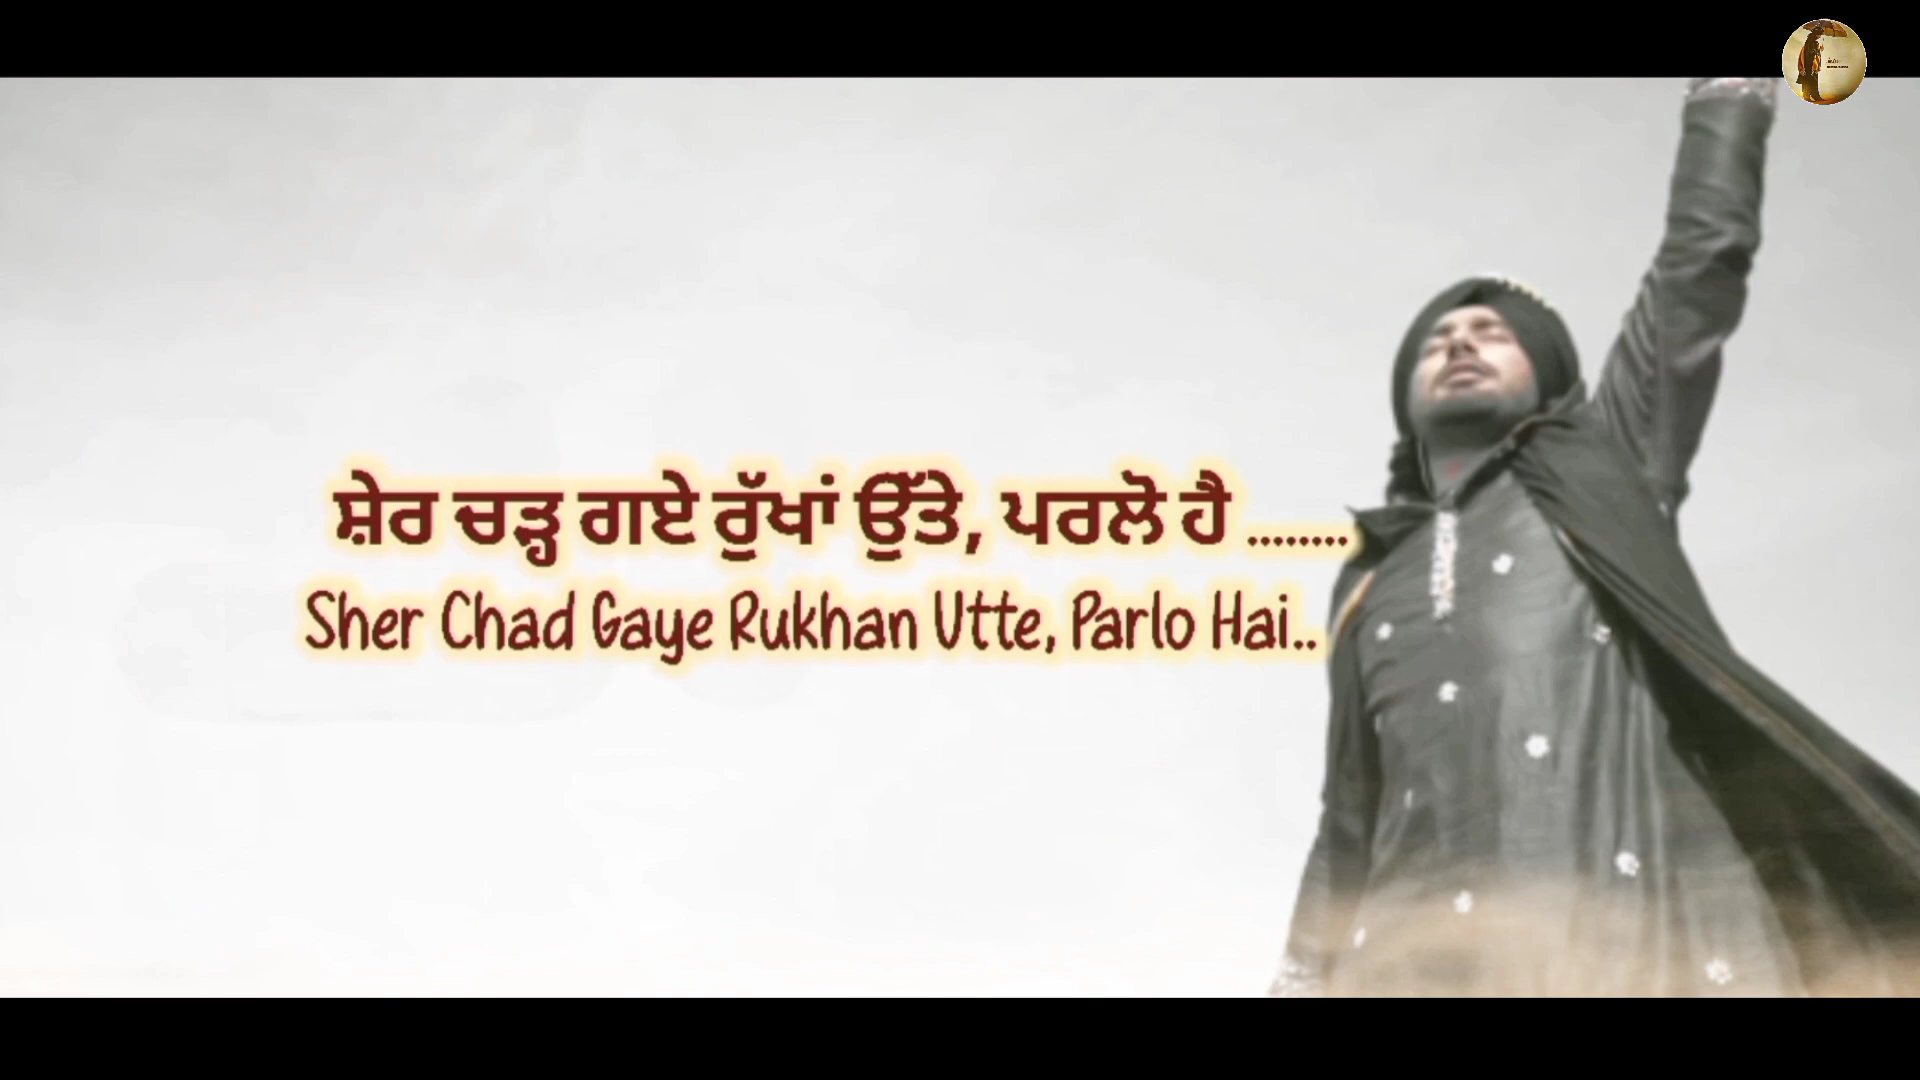 ਸ਼ੇਰ ਚੜ੍ਹ ਗਏ ਰੁੱਖਾਂ ਉੱਤੇ, ਪਰਲੋ ਹੈ ........
Sher Chad Gaye Rukhan Utte, Parlo Hai..